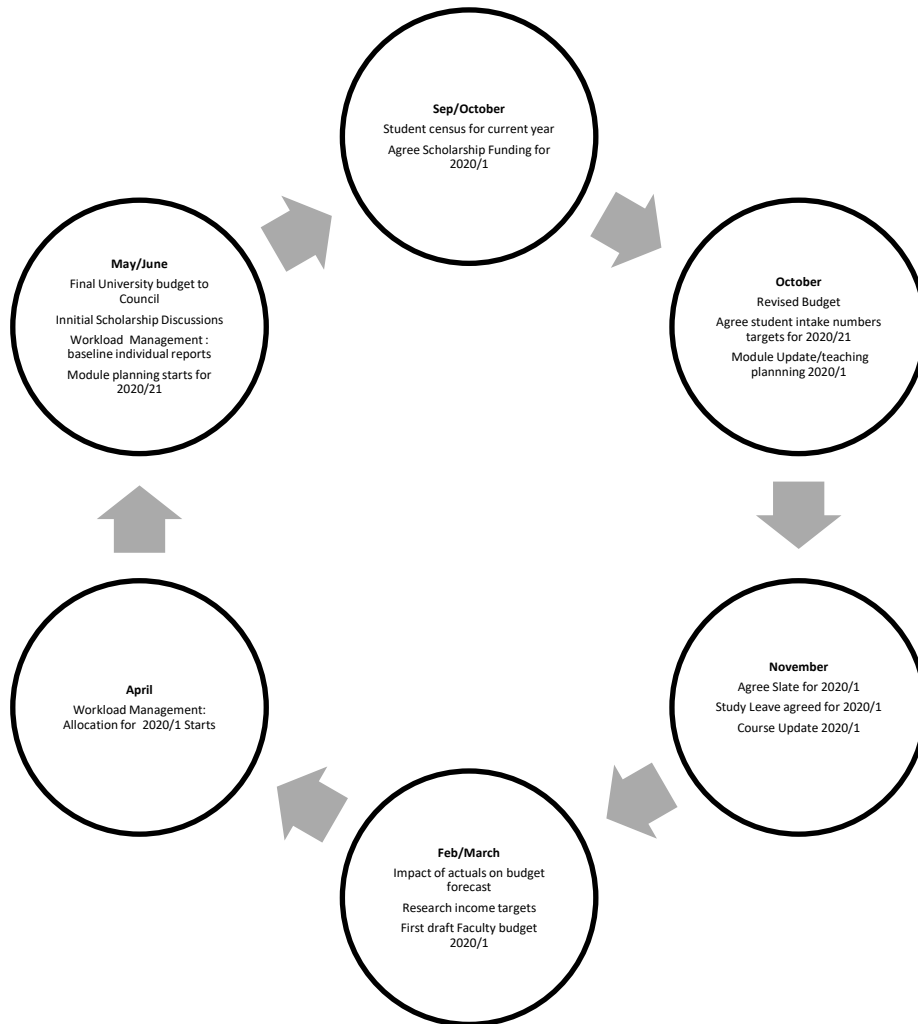 Sep/October
Student census for current year
Agree Scholarship Funding for
2020/1
October
Revised Budget
Agree student intake numbers
targets for 2020/21
Module Update/teaching
plannning 2020/1
November
Agree Slate for 2020/1
Study Leave agreed for 2020/1
Course Update 2020/1
Feb/March
Impact of actuals on budget
forecast
Research income targets
First draft Faculty budget
2020/1
April
Workload Management:
Allocation for 2020/1 Starts
May/June
Final University budget to
Council
Innitial Scholarship Discussions
Workload Management :
baseline individual reports
Module planning starts for
2020/21